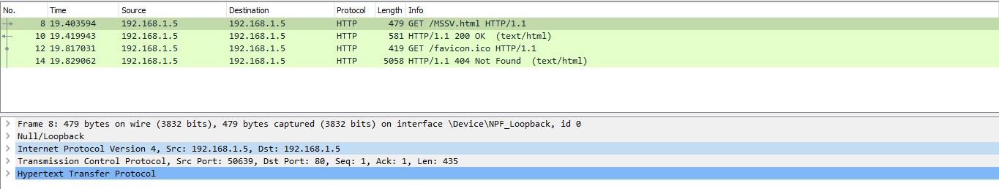 No. Time Source Destination Protocol Length Info
8 19.403594 192.168.1.5 192.168.1.5 HTTP 479 GET /MSSV.html HTTP/1.1
10 19.419943 192.168.1.5 192.168.1.5 HTTP 581 HTTP/1.1 200 OK (text/html)
12 19.817031 192.168.1.5 192.168.1.5 HTTP 419 GET /favicon.ico HTTP/1.1
14 19.829062 192.168.1.5 192.168.1.5 HTTP 5058 HTTP/1.1 404 Not Found (text/html)
Frame 8: 479 bytes on wire (3832 bits), 479 bytes captured (3832 bits) on interface \Device\NPF_Loopback, id 0
Null/Loopback
Internet Protocol Version 4, Src: 192.168.1.5, Dst: 192.168.1.5
Transmission Control Protocol, Src Port: 50639, Dst Port: 80, Seq: 1, Ack: 1, Len: 435
Hypertext Transfer Protocol